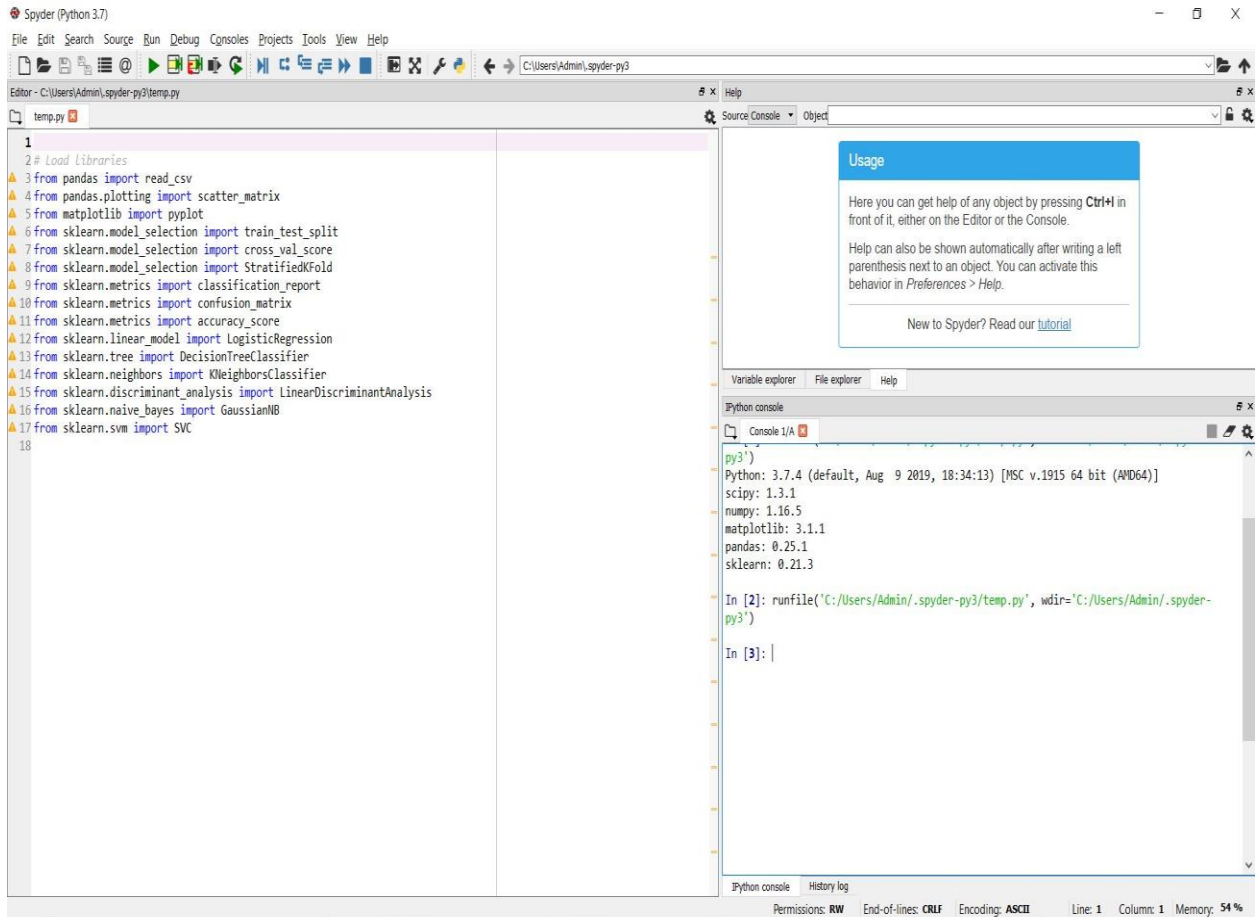 Spyder (Python 3.7)
File Edit Search Source Run Debug Consoles Projects Tools View Help
C:\Users\Admin\.spyder-py3
Editor - C:\Users\Admin\.spyder-py3\temp.py
temp.py
1
2 # Load libraries
3 from pandas import read_csv
4 from pandas.plotting import scatter_matrix
5 from matplotlib import pyplot
6 from sklearn.model_selection import train_test_split
7 from sklearn.model_selection import cross_val_score
8 from sklearn.model_selection import StratifiedKFold
9 from sklearn.metrics import classification_report
10 from sklearn.metrics import confusion_matrix
11 from sklearn.metrics import accuracy_score
12 from sklearn.linear_model import LogisticRegression
13 from sklearn.tree import DecisionTreeClassifier
14 from sklearn.neighbors import KNeighborsClassifier
15 from sklearn.discriminant_analysis import LinearDiscriminantAnalysis
16 from sklearn.naive_bayes import GaussianNB
17 from sklearn.svm import SVC
18
Help
Source Console Object
Usage
Here you can get help of any object by pressing Ctrl+I in
front of it, either on the Editor or the Console.
Help can also be shown automatically after writing a left
parenthesis next to an object. You can activate this
behavior in Preferences > Help.
New to Spyder? Read our tutorial
Variable explorer File explorer Help
IPython console
Console 1/A
py3')
Python: 3.7.4 (default, Aug 9 2019, 18:34:13) [MSC v.1915 64 bit (AMD64)]
scipy: 1.3.1
numpy: 1.16.5
matplotlib: 3.1.1
pandas: 0.25.1
sklearn: 0.21.3
In [2]: runfile('C:/Users/Admin/.spyder-py3/temp.py', wdir='C:/Users/Admin/.spyder-
py3')
In [3]:
IPython console History log
Permissions: RW End-of-lines: CRLF Encoding: ASCII Line: 1 Column: 1 Memory: 54 %